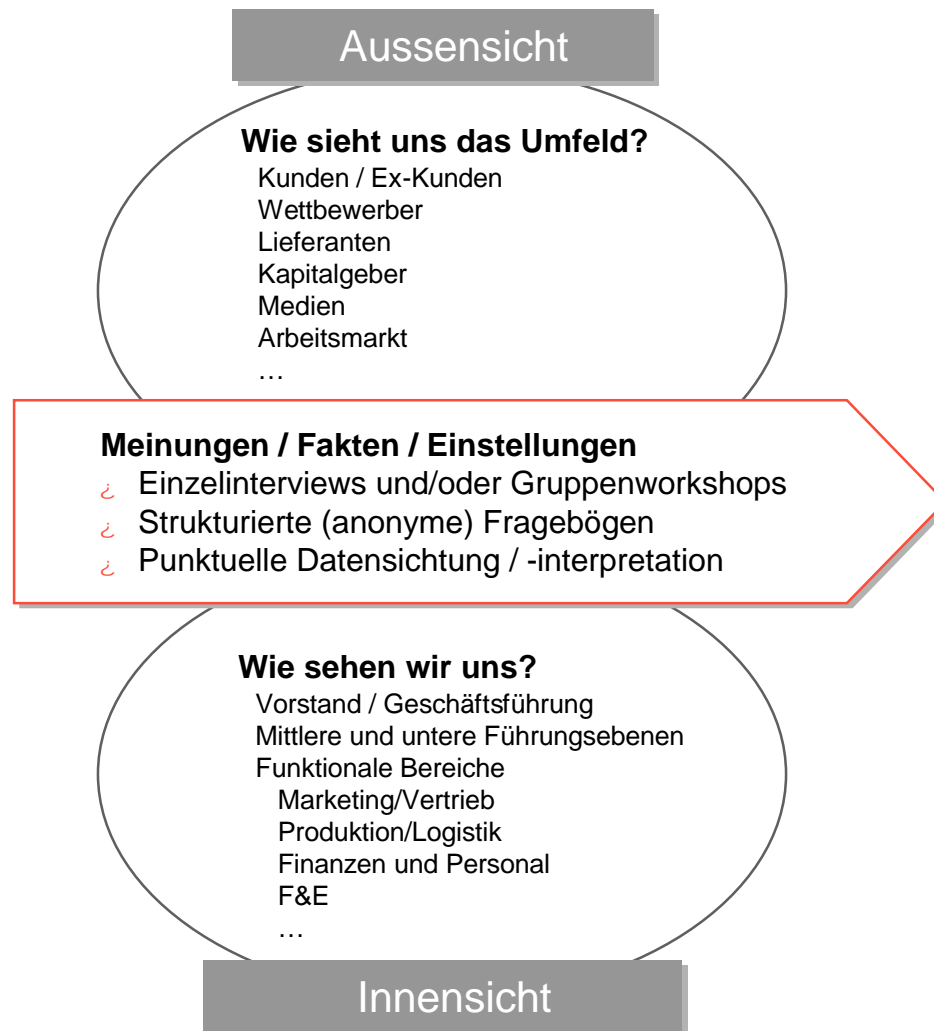 Aussensicht
Wie sieht uns das Umfeld?
Kunden / Ex-Kunden
Wettbewerber
Lieferanten
Kapitalgeber
Medien
Arbeitsmarkt
…
Meinungen / Fakten / Einstellungen
¿ Einzelinterviews und/oder Gruppenworkshops
¿ Strukturierte (anonyme) Fragebögen
¿ Punktuelle Datensichtung / -interpretation
Wie sehen wir uns?
Vorstand / Geschäftsführung
Mittlere und untere Führungsebenen
Funktionale Bereiche
Marketing/Vertrieb
Produktion/Logistik
Finanzen und Personal
F&E
…
Innensicht